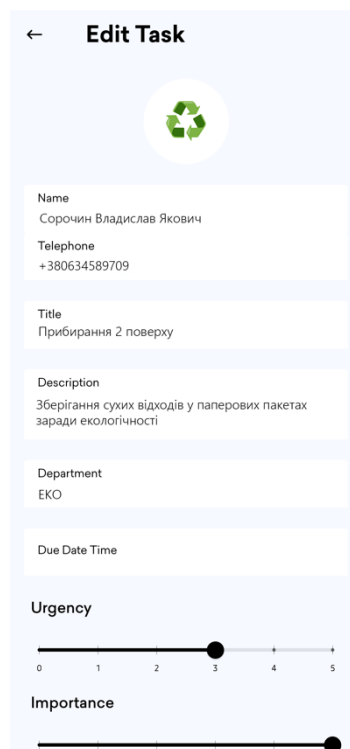 ← Edit Task
Name
Сорочин Владислав Якович
Telephone
+380634589709
Title
Прибирання 2 поверху
Description
Зберігання сухих відходів у паперових пакетах
заради екологічності
Department
ЕКО
Due Date Time
Urgency
0 1 2 3 4 5
Importance